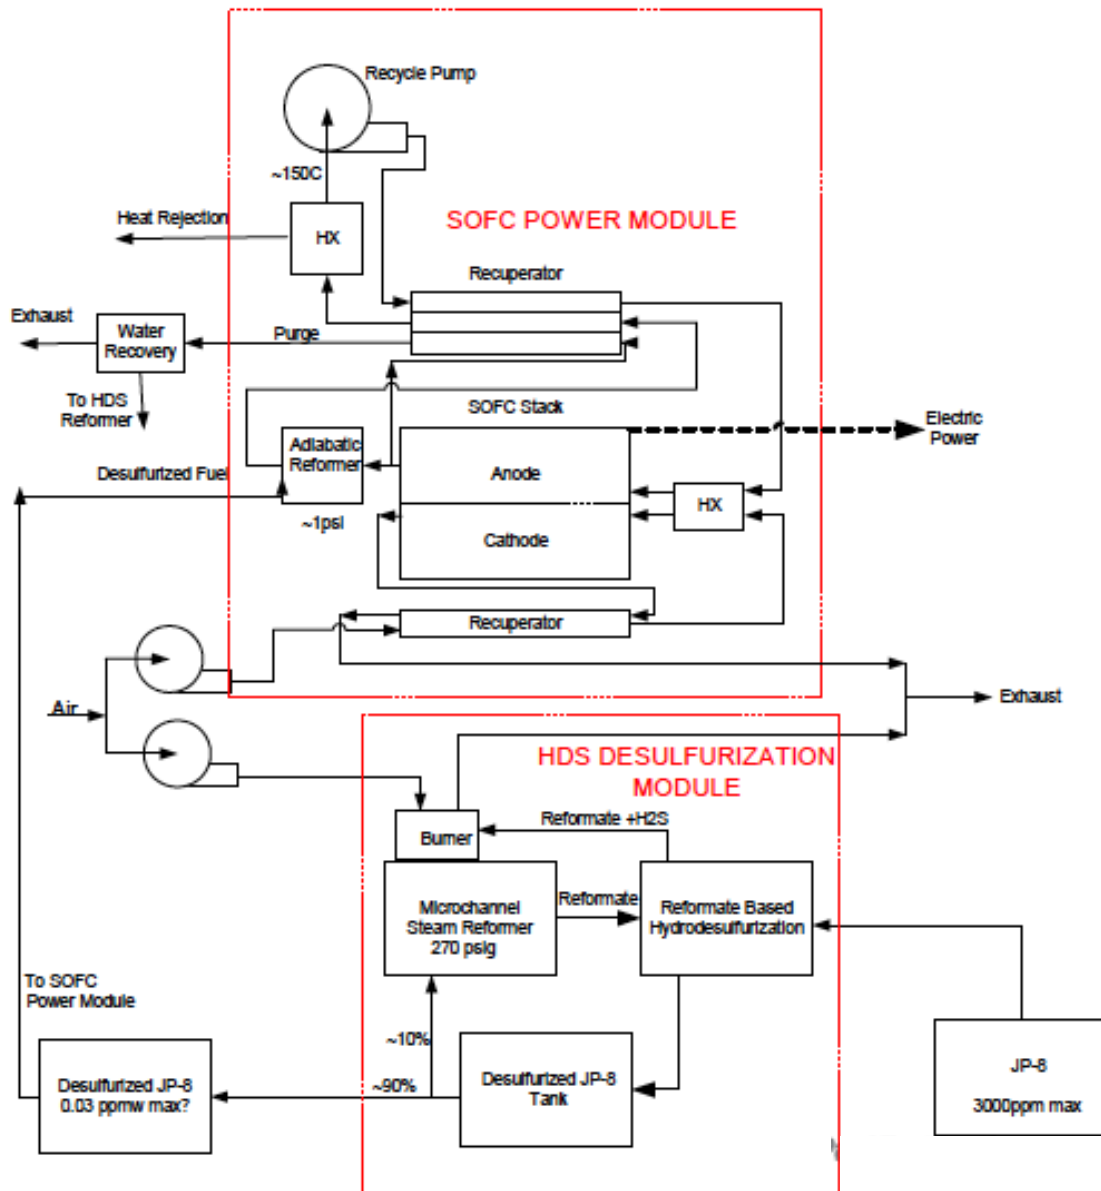 Recycle Pump
~150C
Heat Rejection
HX
SOFC POWER MODULE
Recuperator
Exhaust
Water
Recovery
Purge
To HDS
Reformer
SOFC Stack
Electric
Power
Adiabatic
Reformer
Desulfurized Fuel
Anode
HX
~1psi
Cathode
Recuperator
Air
Exhaust
HDS DESULFURIZATION
MODULE
Reformate +H2S
Burner
Reformate
Microchannel
Steam Reformer
270 psig
Reformate Based
Hydrodesulfurization
To SOFC
Power Module
~10%
~90%
Desulfurized JP-8
0.03 ppmw max?
Desulfurized JP-8
Tank
JP-8
3000ppm max